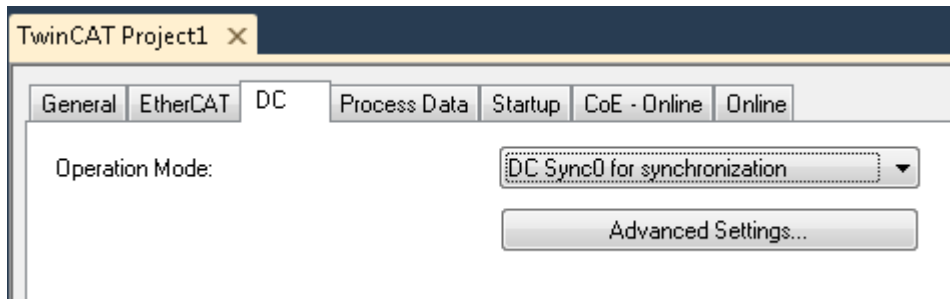 TwinCAT Project1
General EtherCAT DC Process Data Startup CoE - Online Online
Operation Mode: DC Sync0 for synchronization
Advanced Settings...